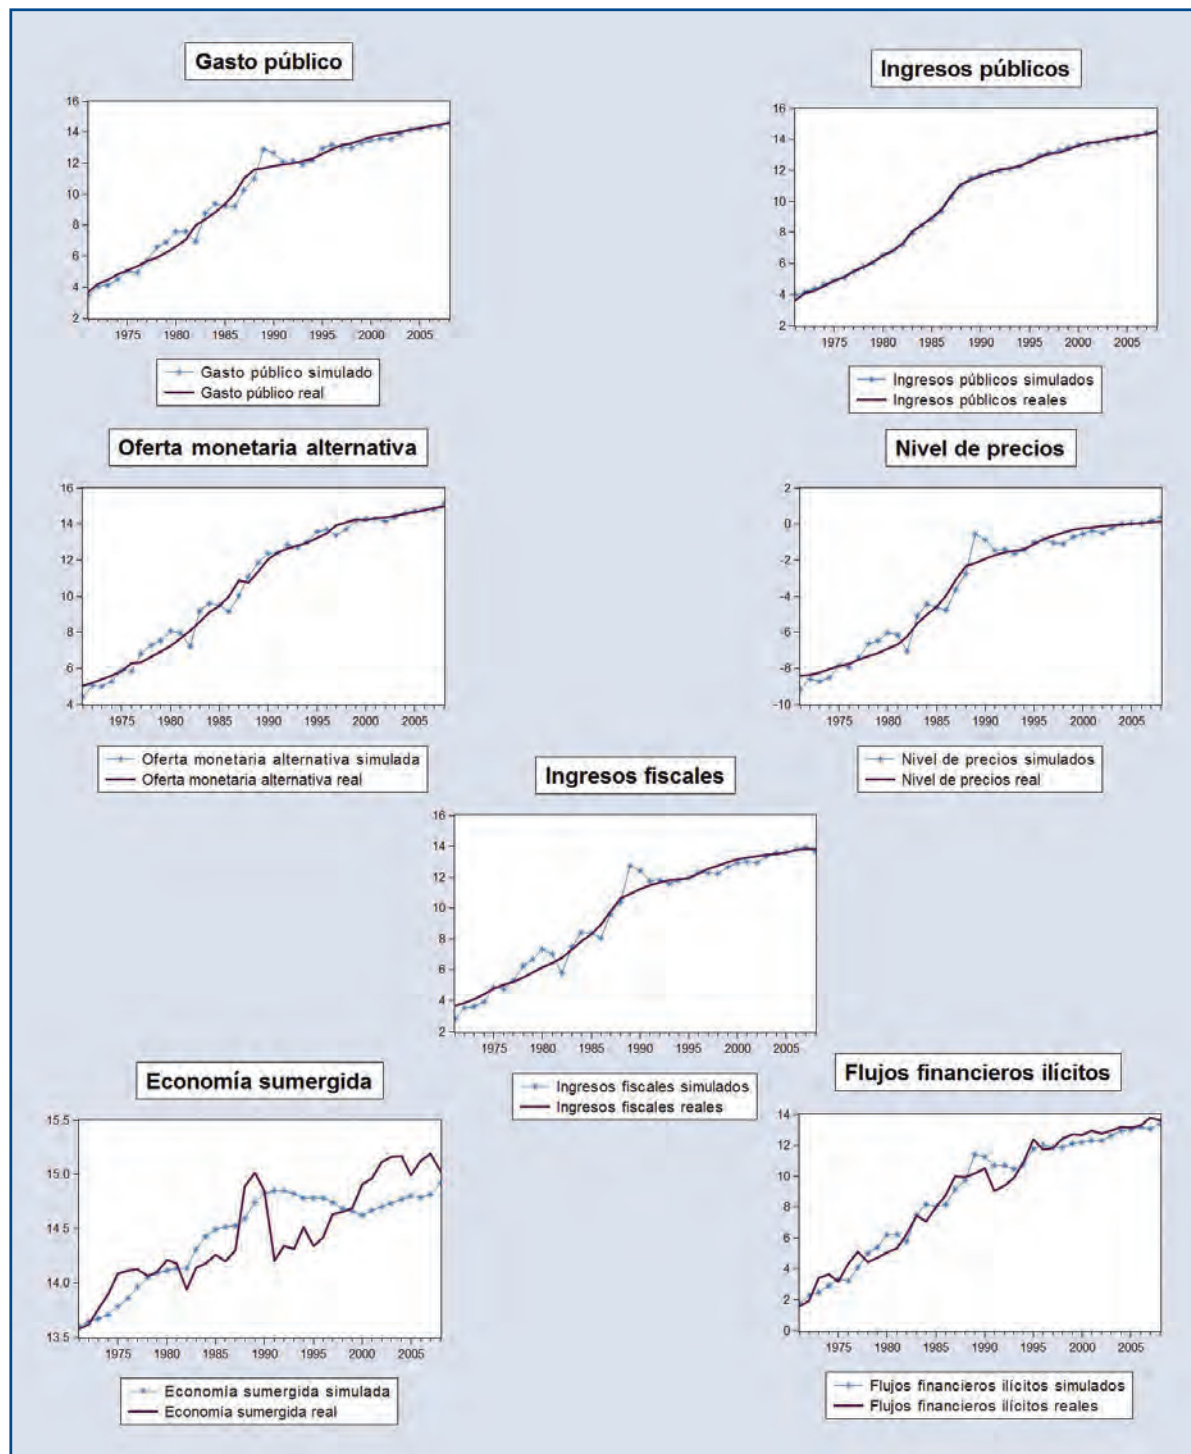 Gasto público
16
14
12
10
8
6
4
2
1975 1980 1985 1990 1995 2000 2005
Gasto público simulado
Gasto público real
Ingresos públicos
16
14
12
10
8
6
4
2
1975 1980 1985 1990 1995 2000 2005
Ingresos públicos simulados
Ingresos públicos reales
Oferta monetaria alternativa
16
14
12
10
8
6
4
1975 1980 1985 1990 1995 2000 2005
Oferta monetaria alternativa simulada
Oferta monetaria alternativa real
Nivel de precios
2
0
-2
-4
-6
-8
-10
1975 1980 1985 1990 1995 2000 2005
Nivel de precios simulados
Nivel de precios real
Ingresos fiscales
16
14
12
10
8
6
4
2
1975 1980 1985 1990 1995 2000 2005
Ingresos fiscales simulados
Ingresos fiscales reales
Economía sumergida
15.5
15.0
14.5
14.0
13.5
1975 1980 1985 1990 1995 2000 2005
Economía sumergida simulada
Economía sumergida real
Flujos financieros ilícitos
14
12
10
8
6
4
2
0
1975 1980 1985 1990 1995 2000 2005
Flujos financieros ilícitos simulados
Flujos financieros ilícitos reales